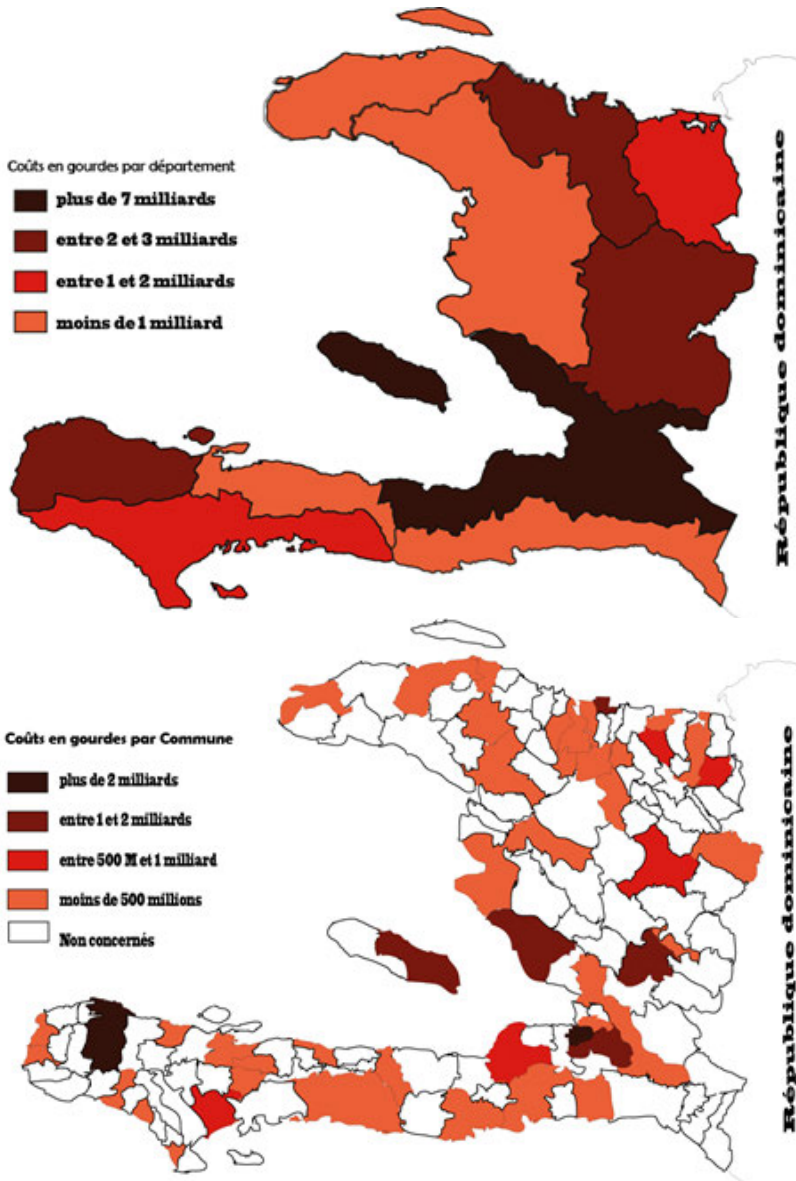 Coûts en gourdes par département
plus de 7 milliards
entre 2 et 3 milliards
entre 1 et 2 milliards
moins de 1 milliard
République dominicaine
Coûts en gourdes par Commune
plus de 2 milliards
entre 1 et 2 milliards
entre 500 M et 1 milliard
moins de 500 millions
Non concernés
République dominicaine